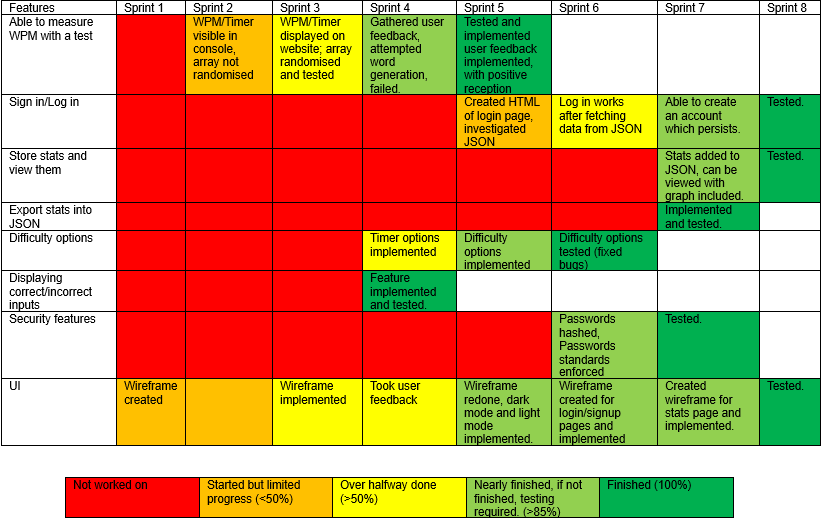 Features Sprint 1 Sprint 2 Sprint 3 Sprint 4 Sprint 5 Sprint 6 Sprint 7 Sprint 8
Able to measure
WPM with a test
WPM/Timer
visible in
console,
array not
randomised
WPM/Timer
displayed on
website; array
randomised
and tested
Gathered user
feedback,
attempted
word
generation,
failed.
Tested and
implemented
user feedback
implemented,
with positive
reception
Sign in/Log in
Created HTML
of login page,
investigated
JSON
Log in works
after fetching
data from JSON
Able to create
an account
which persists.
Tested.
Store stats and
view them
Stats added to
JSON, can be
viewed with
graph included.
Tested.
Export stats into
JSON
Implemented
and tested.
Difficulty options
Timer options
implemented
Difficulty
options
implemented
Difficulty options
tested (fixed
bugs)
Displaying
correct/incorrect
inputs
Feature
implemented
and tested.
Security features
Passwords
hashed,
Passwords
standards
enforced
Tested.
UI
Wireframe
created
Wireframe
implemented
Took user
feedback
Wireframe
redone, dark
mode and light
mode
implemented.
Wireframe
created for
login/signup
pages and
implemented
Created
wireframe for
stats page and
implemented.
Tested.
Not worked on
Started but limited
progress (<50%)
Over halfway done
(>50%)
Nearly finished, if not
finished, testing
required. (>85%)
Finished (100%)